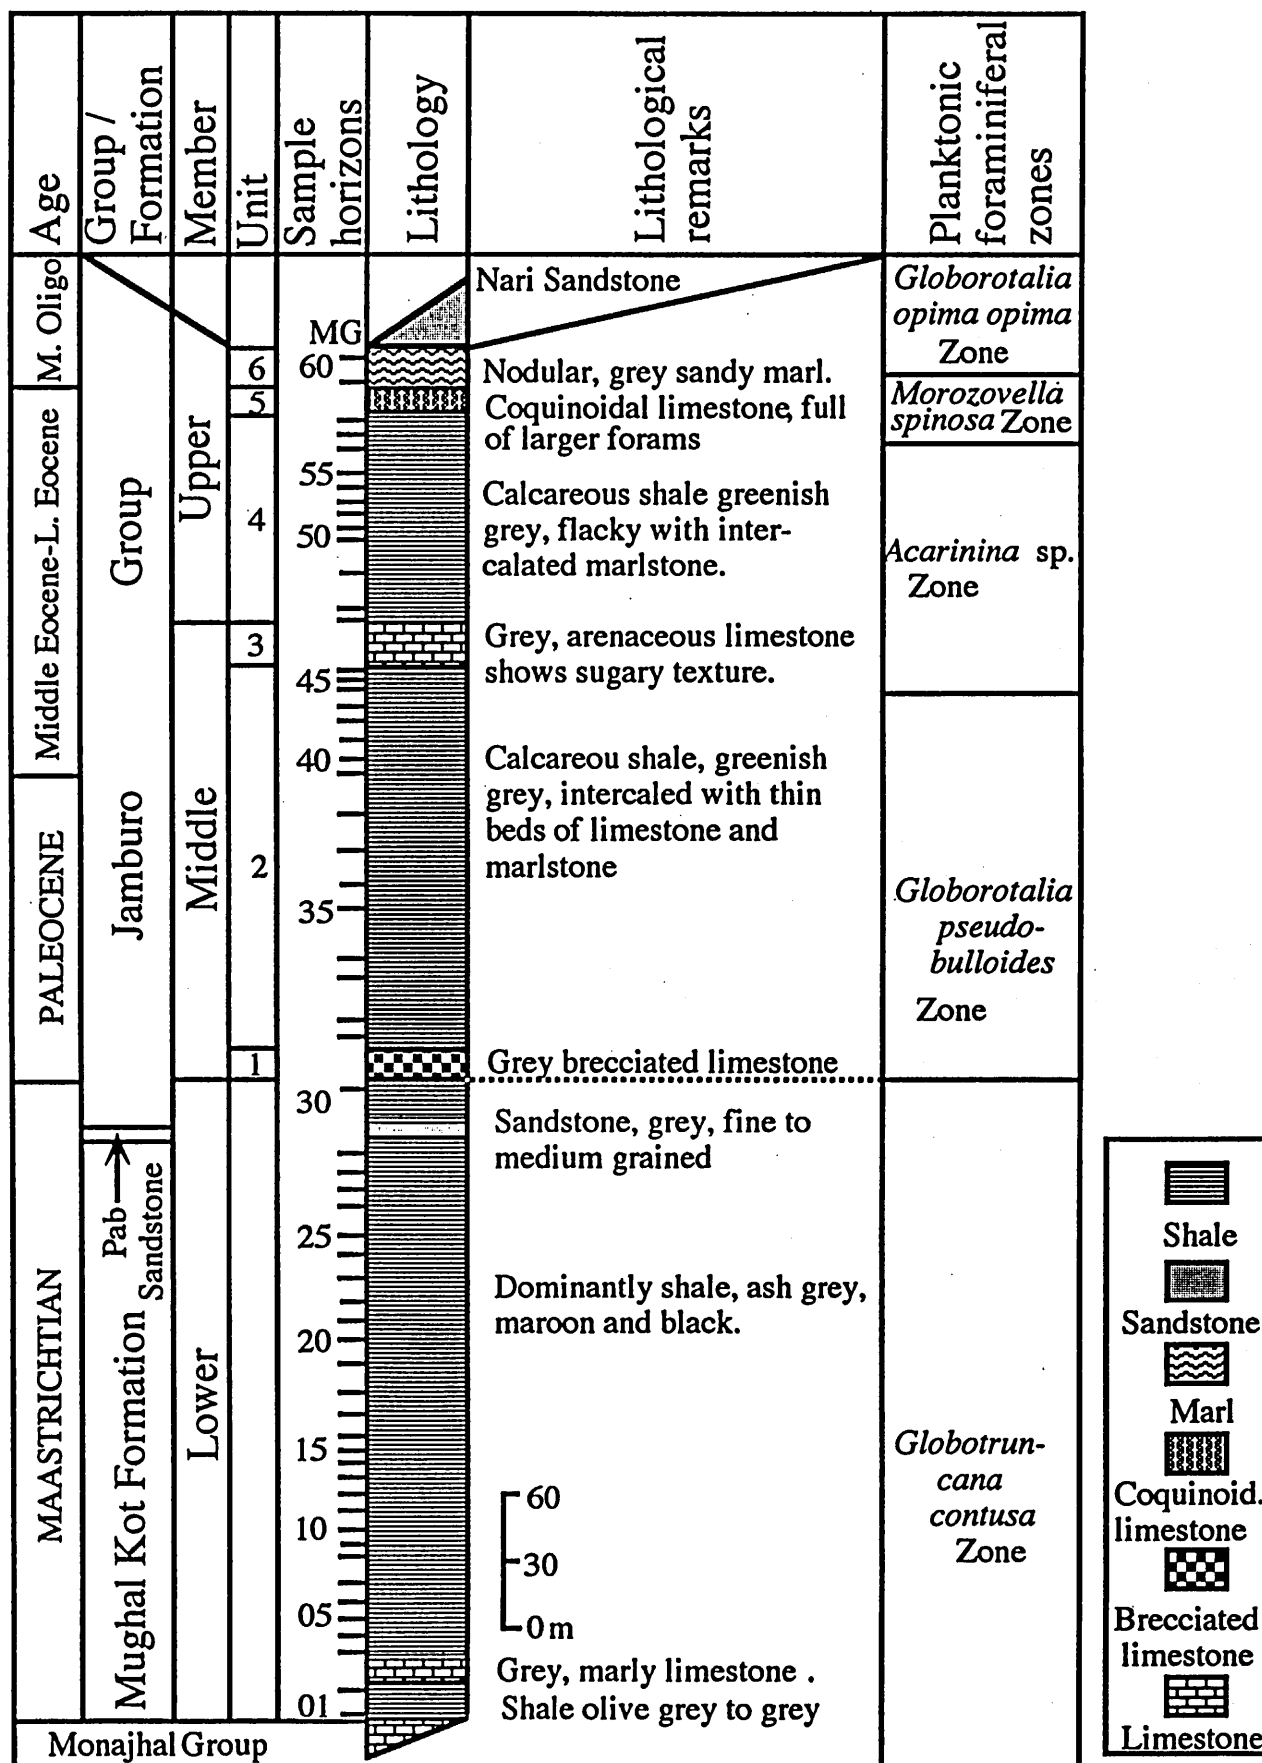 Age
Group /
Formation
Member
Unit
Sample
horizons
Lithology
Lithological
remarks
Planktonic
foraminiferal
zones
M. Oligo
Middle Eocene-L. Eocene
PALEOCENE
MAASTRICHTIAN
Jamburo Group
Pab
Sandstone
Mughal Kot Formation
Upper
Middle
Lower
6
5
4
3
2
1
MG
60
55
50
45
40
35
30
25
20
15
10
05
01
Nari Sandstone
Nodular, grey sandy marl.
Coquinoidal limestone, full
of larger forams
Calcareous shale greenish
grey, flacky with inter-
calated marlstone.
Grey, arenaceous limestone
shows sugary texture.
Calcareou shale, greenish
grey, intercaled with thin
beds of limestone and
marlstone
Grey brecciated limestone
Sandstone, grey, fine to
medium grained
Dominantly shale, ash grey,
maroon and black.
60
30
0 m
Grey, marly limestone .
Shale olive grey to grey
Monajhal Group
Globorotalia
opima opima
Zone
Morozovella
spinosa Zone
Acarinina sp.
Zone
Globorotalia
pseudo-
bulloides
Zone
Globotrun-
cana
contusa
Zone
Shale
Sandstone
Marl
Coquinoid.
limestone
Brecciated
limestone
Limestone